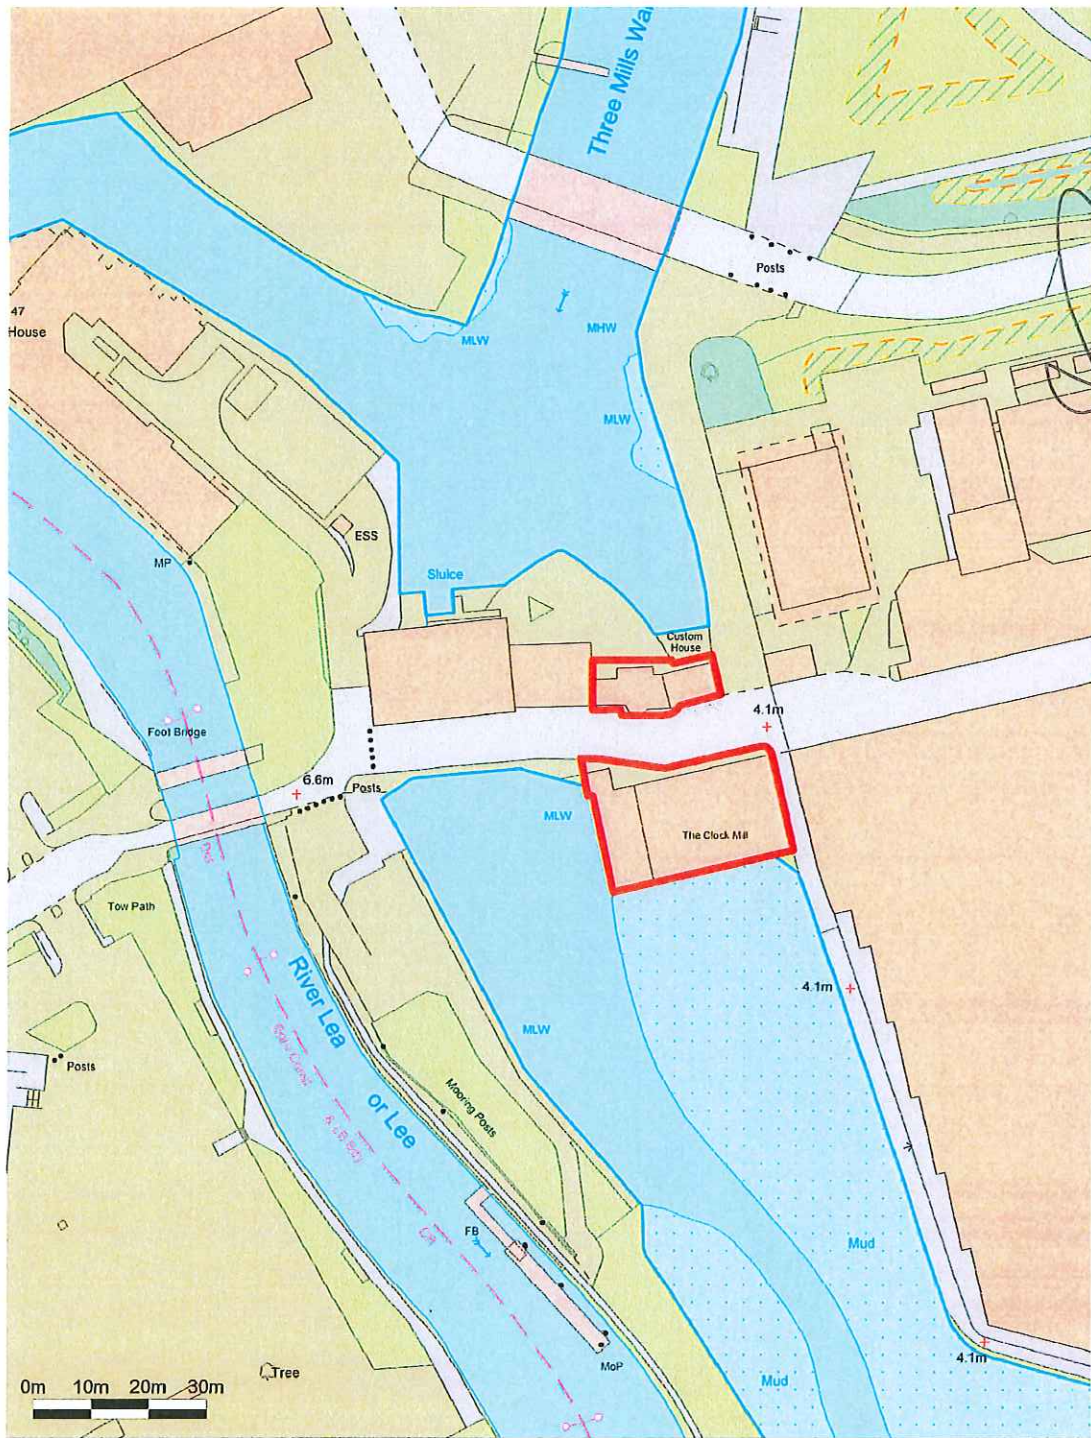 Three Mills Wal
Posts
47
House
MLW
MHW
MLW
ESS
MP
Sluice
Custom
House
4.1m
Foot Bridge
6.6m
Posts
MLW
The Clock Mill
Tow Path
4.1m
River Lea
or Lee
MLW
Posts
Mooring Posts
FB
Mud
MoP
4.1m
Tree
Mud
0m 10m 20m 30m